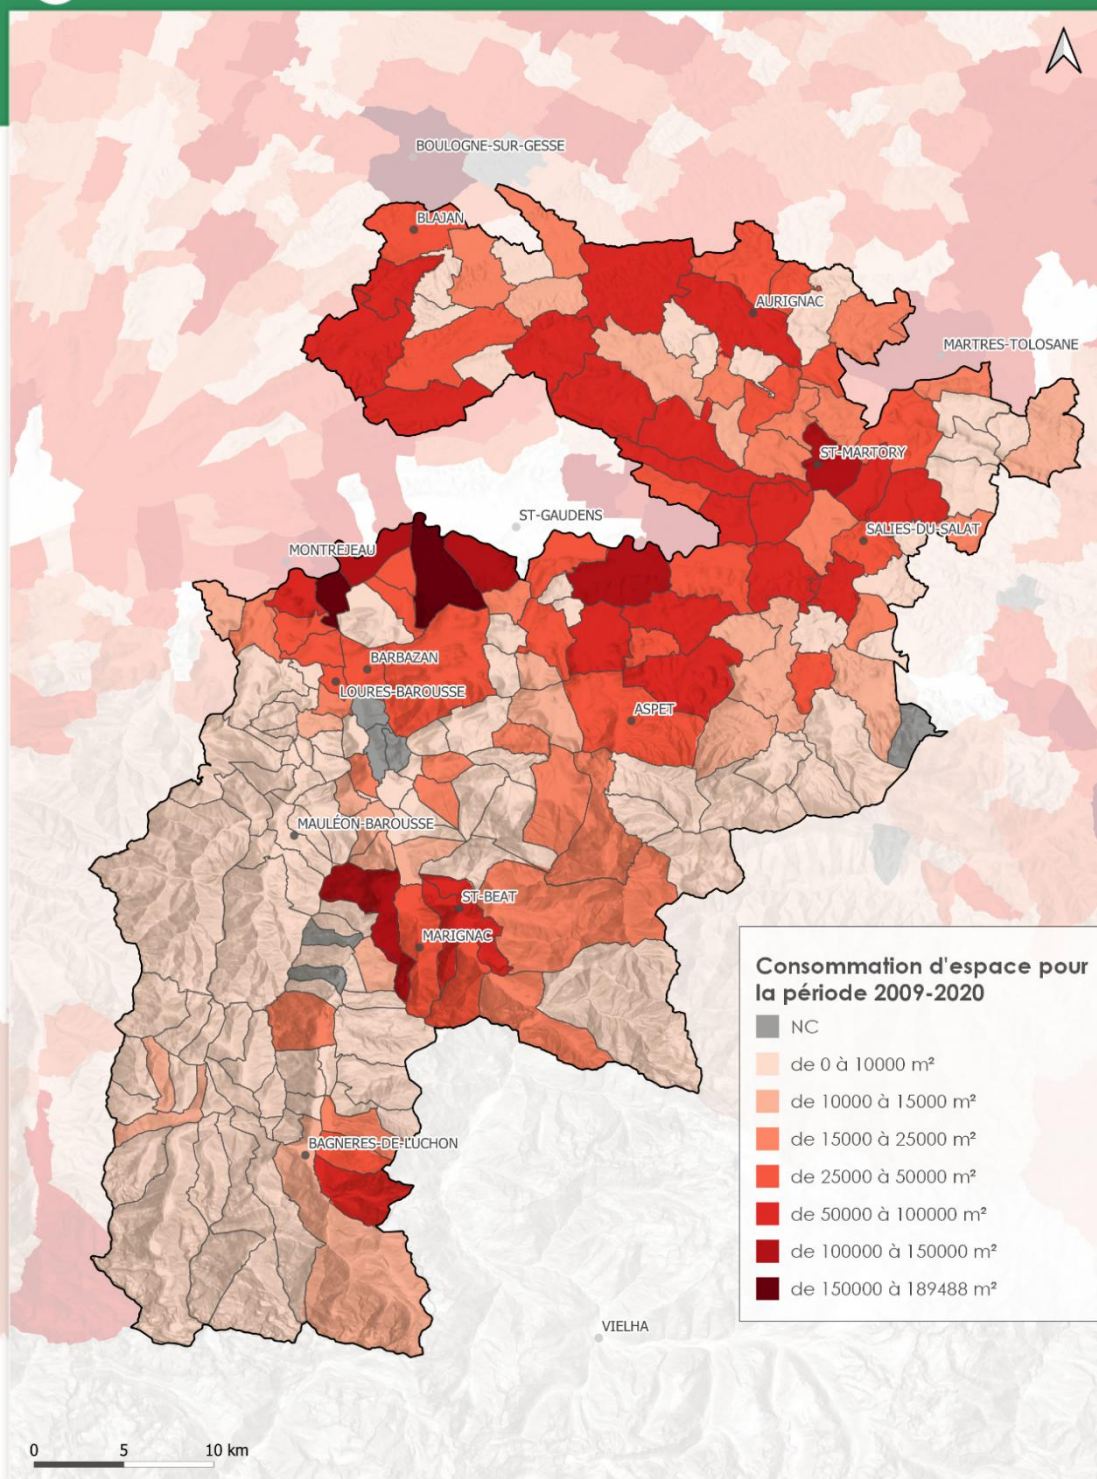 BOULOGNE-SUR-GESSE
BLAJAN
AURIGNAC
MARTRES-TOLOSANE
ST-MARTORY
ST-GAUDENS
SALIES-DU-SALAT
MONTREJEAU
BARBAZAN
LOURES-BAROUSSE
ASPET
MAULÉON-BAROUSSE
ST-BEAT
MARIGNAC
Consommation d'espace pour
la période 2009-2020
NC
de 0 à 10000 m²
de 10000 à 15000 m²
de 15000 à 25000 m²
de 25000 à 50000 m²
de 50000 à 100000 m²
de 100000 à 150000 m²
de 150000 à 189488 m²
BAGNERES-DE-LUCHON
VIELHA
0 5 10 km